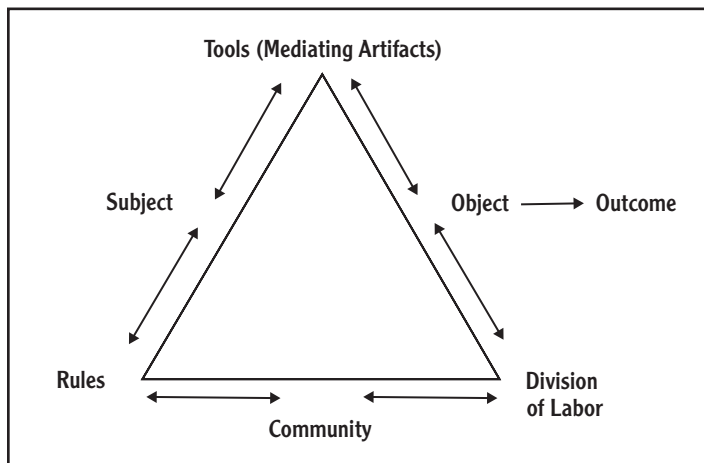 Tools (Mediating Artifacts)
Subject
Object
Outcome
Rules
Division
of Labor
Community